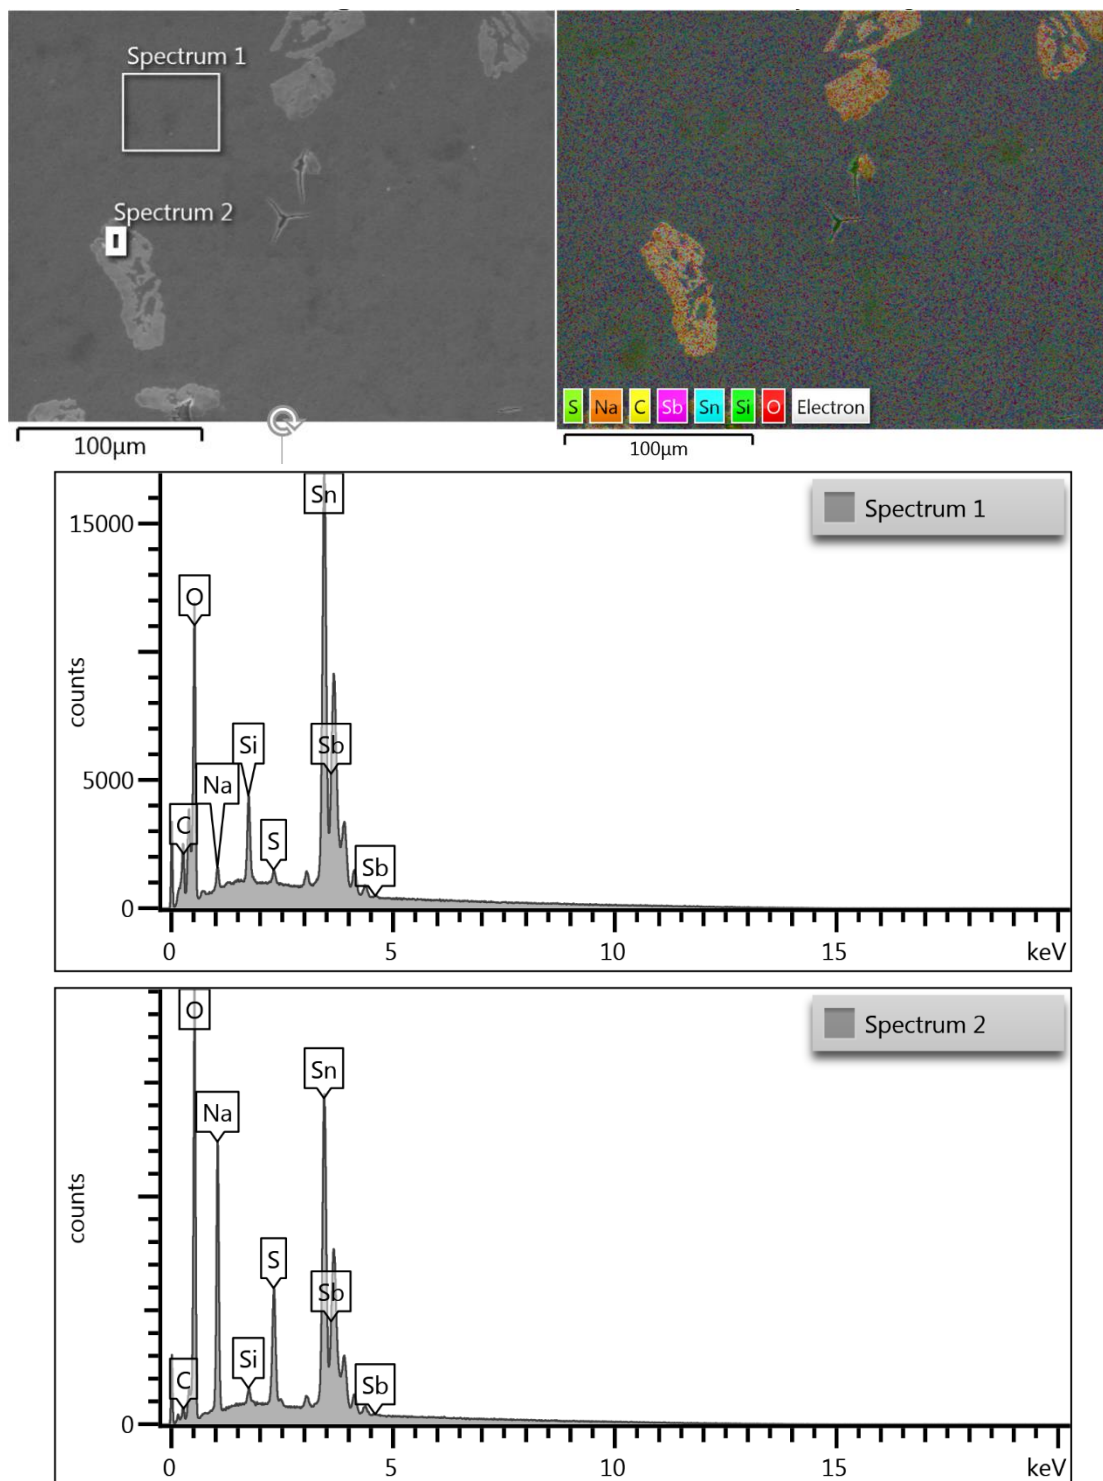 Spectrum 1
Spectrum 2
100µm
S Na C Sb Sn Si O Electron
100µm
Spectrum 1
Sn
15000
O
counts
Si
Sb
5000
Na
C
S
Sb
0
0 5 10 15 keV
Spectrum 2
O
Sn
Na
counts
S
Sb
Si
C
Sb
0
0 5 10 15 keV